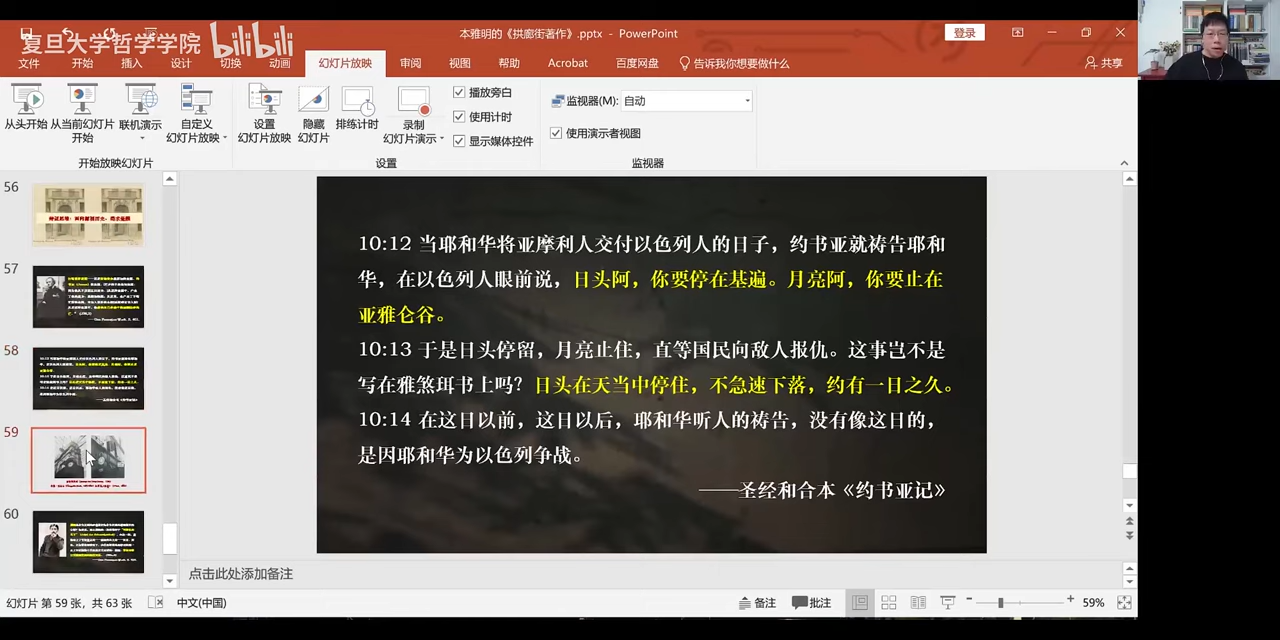 复旦大学哲学学院 bilibili
本雅明的《拱廊街著作》.pptx - PowerPoint
登录
文件 开始 插入 设计 切换 动画 幻灯片放映 审阅 视图 帮助 Acrobat 百度网盘 告诉我你想要做什么 共享
从头开始 从当前幻灯片开始 联机演示 自定义幻灯片放映
开始放映幻灯片
设置幻灯片放映 隐藏幻灯片 排练计时 录制幻灯片演示
播放旁白
使用计时
显示媒体控件
设置
监视器(M): 自动
使用演示者视图
监视器
56
57
58
59
60
10:12 当耶和华将亚摩利人交付以色列人的日子，约书亚就祷告耶和
华，在以色列人眼前说，日头阿，你要停在基遍。月亮阿，你要止在
亚雅仑谷。
10:13 于是日头停留，月亮止住，直等国民向敌人报仇。这事岂不是
写在雅煞珥书上吗？日头在天当中停住，不急速下落，约有一日之久。
10:14 在这日以前，这日以后，耶和华听人的祷告，没有像这日的，
是因耶和华为以色列争战。
——圣经和合本《约书亚记》
点击此处添加备注
幻灯片 第 59 张，共 63 张 中文(中国) 备注 批注 59%